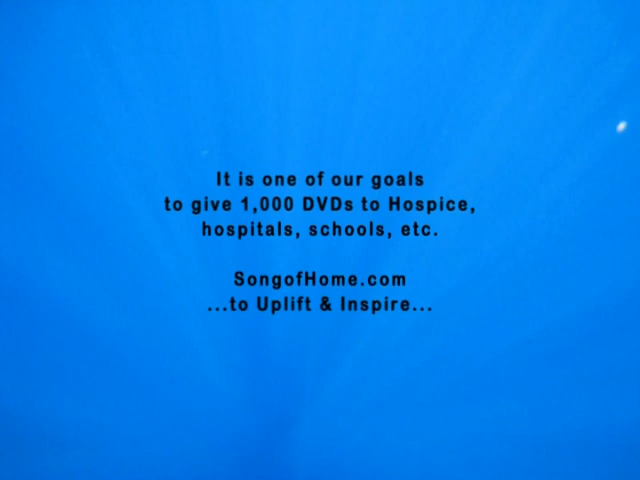 It is one of our goals
to give 1,000 DVDs to Hospice,
hospitals, schools, etc.
SongofHome.com
...to Uplift & Inspire...